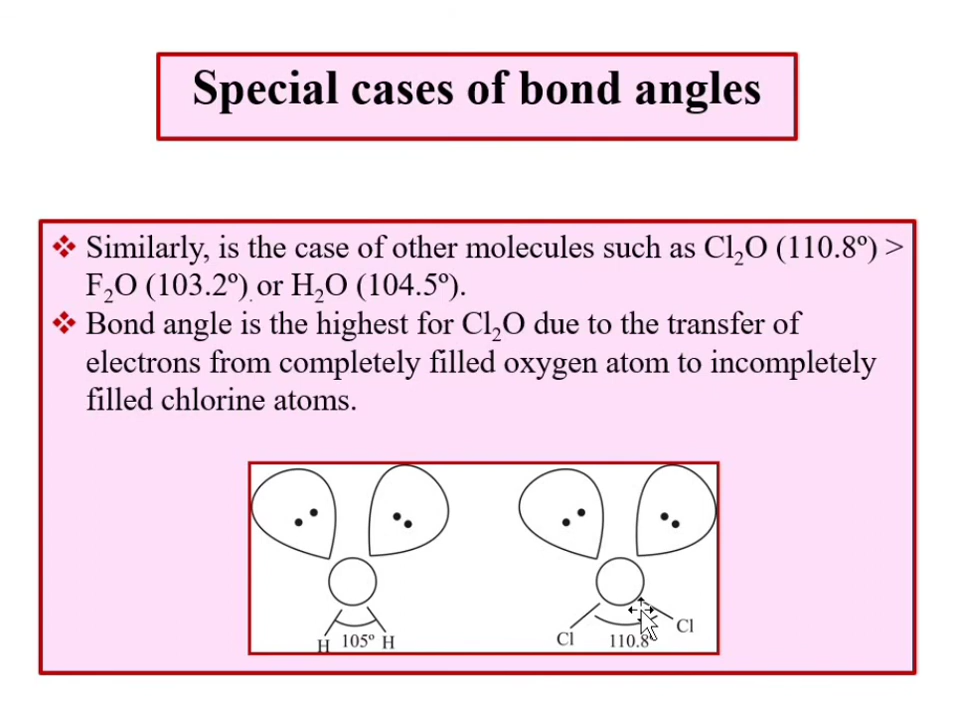 Special cases of bond angles
❖ Similarly, is the case of other molecules such as Cl₂O (110.8º) >
F₂O (103.2º). or H₂O (104.5º).
❖ Bond angle is the highest for Cl₂O due to the transfer of
electrons from completely filled oxygen atom to incompletely
filled chlorine atoms.
H 105º H
Cl 110.8º Cl